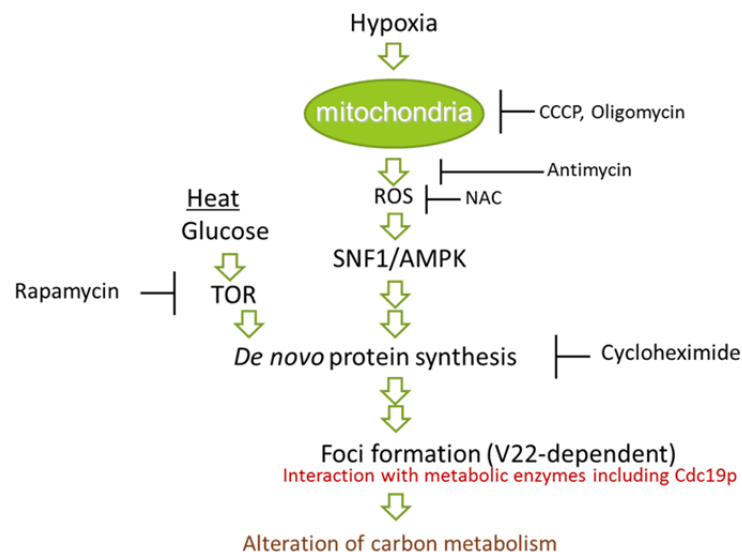 Hypoxia
mitochondria
CCCP, Oligomycin
Antimycin
ROS
NAC
Heat
Glucose
SNF1/AMPK
Rapamycin
TOR
De novo protein synthesis
Cycloheximide
Foci formation (V22-dependent)
Interaction with metabolic enzymes including Cdc19p
Alteration of carbon metabolism